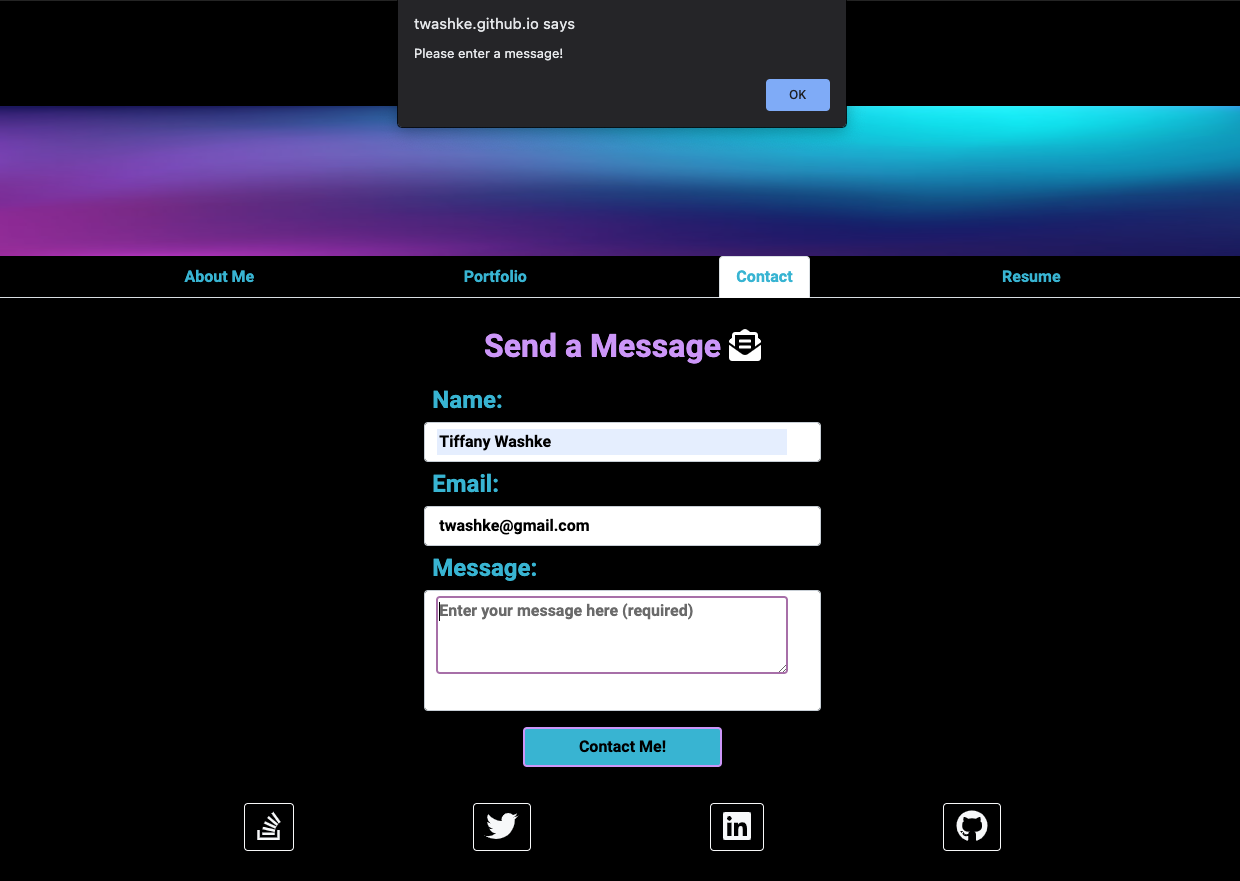 twashke.github.io says
Please enter a message!
OK
About Me
Portfolio
Contact
Resume
Send a Message
Name:
Tiffany Washke
Email:
twashke@gmail.com
Message:
Enter your message here (required)
Contact Me!
in